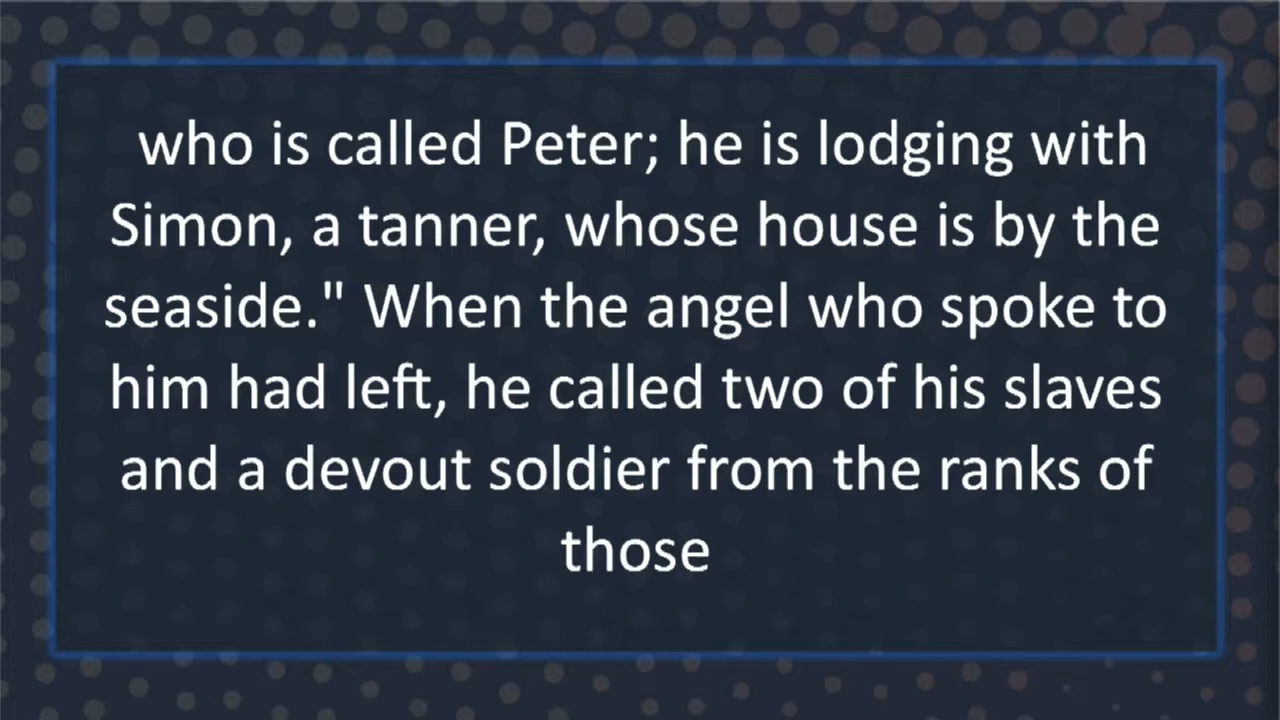 who is called Peter; he is lodging with
Simon, a tanner, whose house is by the
seaside." When the angel who spoke to
him had left, he called two of his slaves
and a devout soldier from the ranks of
those